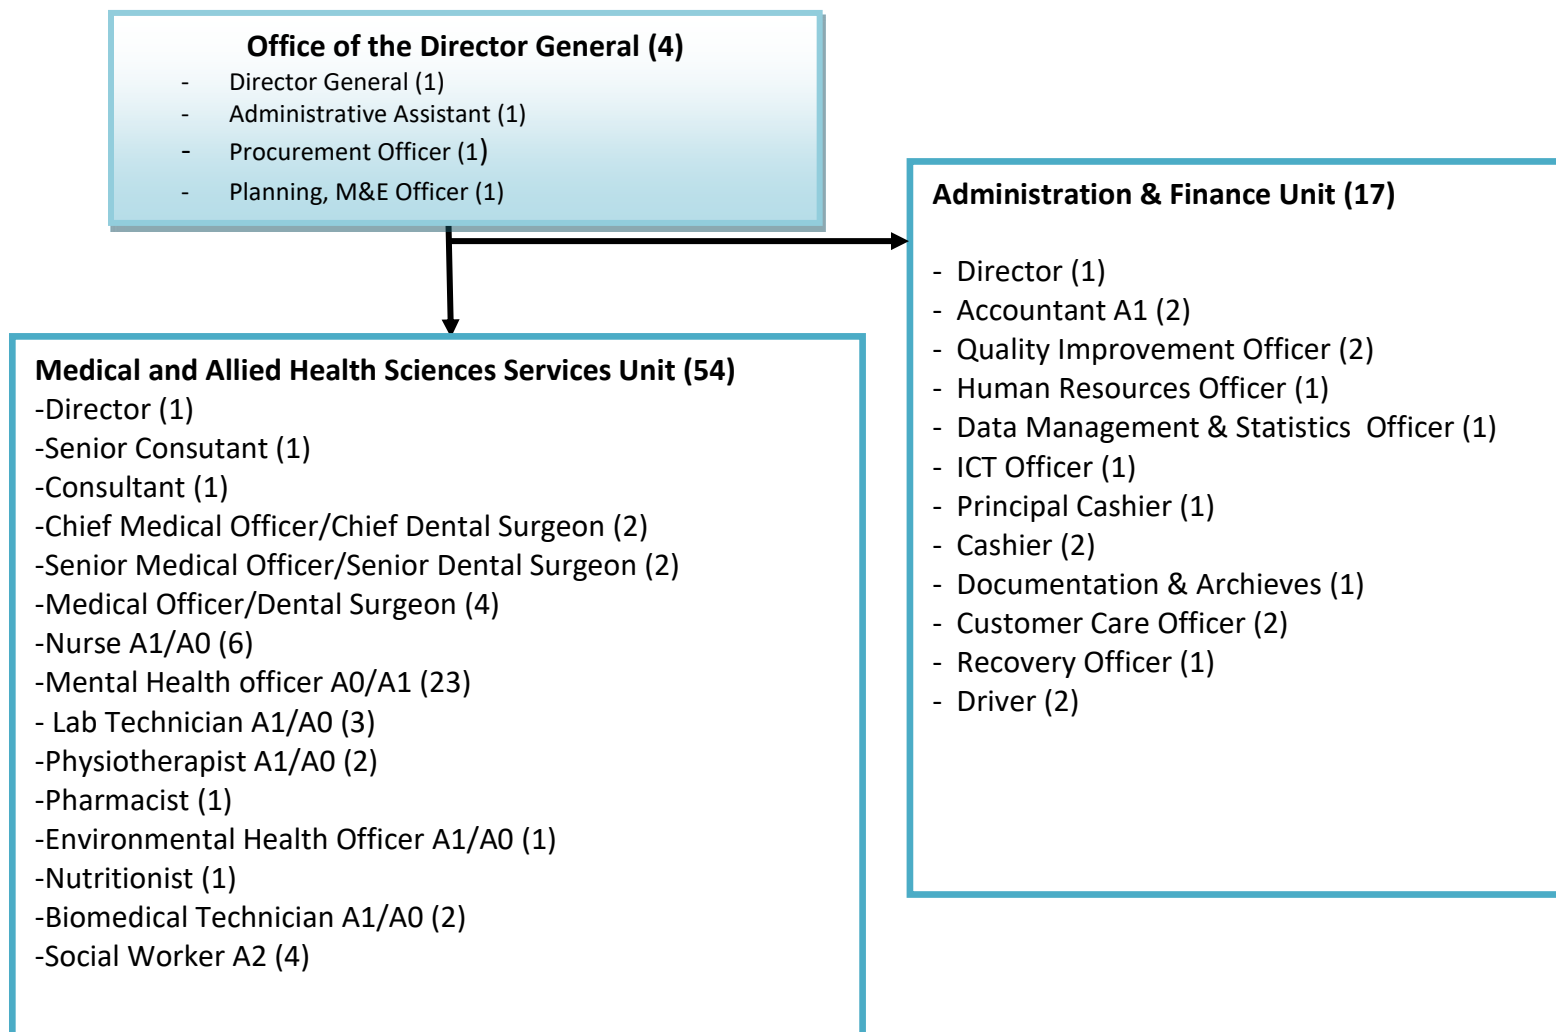 Office of the Director General (4)
- Director General (1)
- Administrative Assistant (1)
- Procurement Officer (1)
- Planning, M&E Officer (1)
Administration & Finance Unit (17)
- Director (1)
- Accountant A1 (2)
- Quality Improvement Officer (2)
- Human Resources Officer (1)
- Data Management & Statistics  Officer (1)
- ICT Officer (1)
- Principal Cashier (1)
- Cashier (2)
- Documentation & Archieves (1)
- Customer Care Officer (2)
- Recovery Officer (1)
- Driver (2)
Medical and Allied Health Sciences Services Unit (54)
-Director (1)
-Senior Consutant (1)
-Consultant (1)
-Chief Medical Officer/Chief Dental Surgeon (2)
-Senior Medical Officer/Senior Dental Surgeon (2)
-Medical Officer/Dental Surgeon (4)
-Nurse A1/A0 (6)
-Mental Health officer A0/A1 (23)
- Lab Technician A1/A0 (3)
-Physiotherapist A1/A0 (2)
-Pharmacist (1)
-Environmental Health Officer A1/A0 (1)
-Nutritionist (1)
-Biomedical Technician A1/A0 (2)
-Social Worker A2 (4)